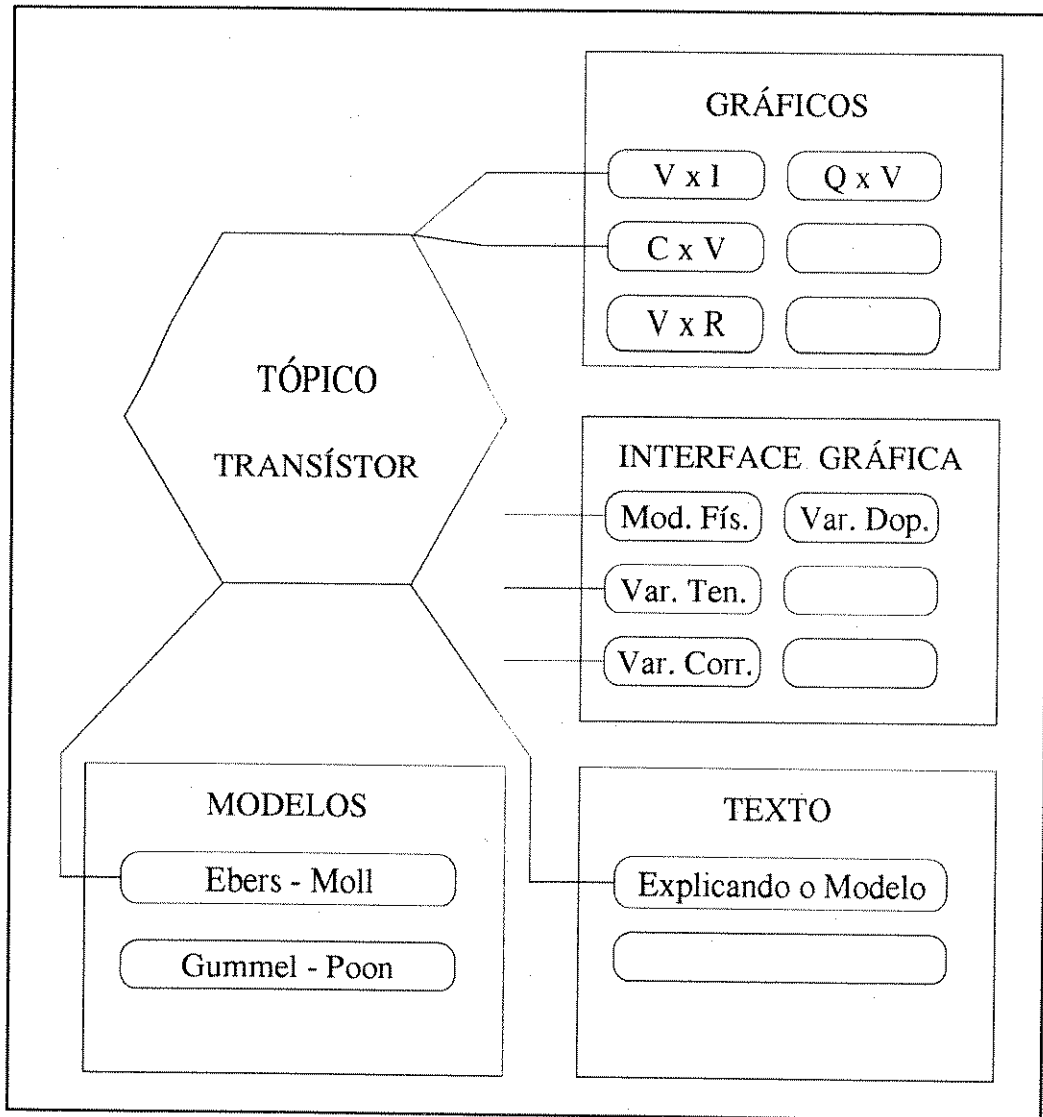 GRÁFICOS
V x I
Q x V
C x V
V x R
TÓPICO
TRANSÍSTOR
INTERFACE GRÁFICA
Mod. Fís.
Var. Dop.
Var. Ten.
Var. Corr.
MODELOS
Ebers - Moll
Gummel - Poon
TEXTO
Explicando o Modelo